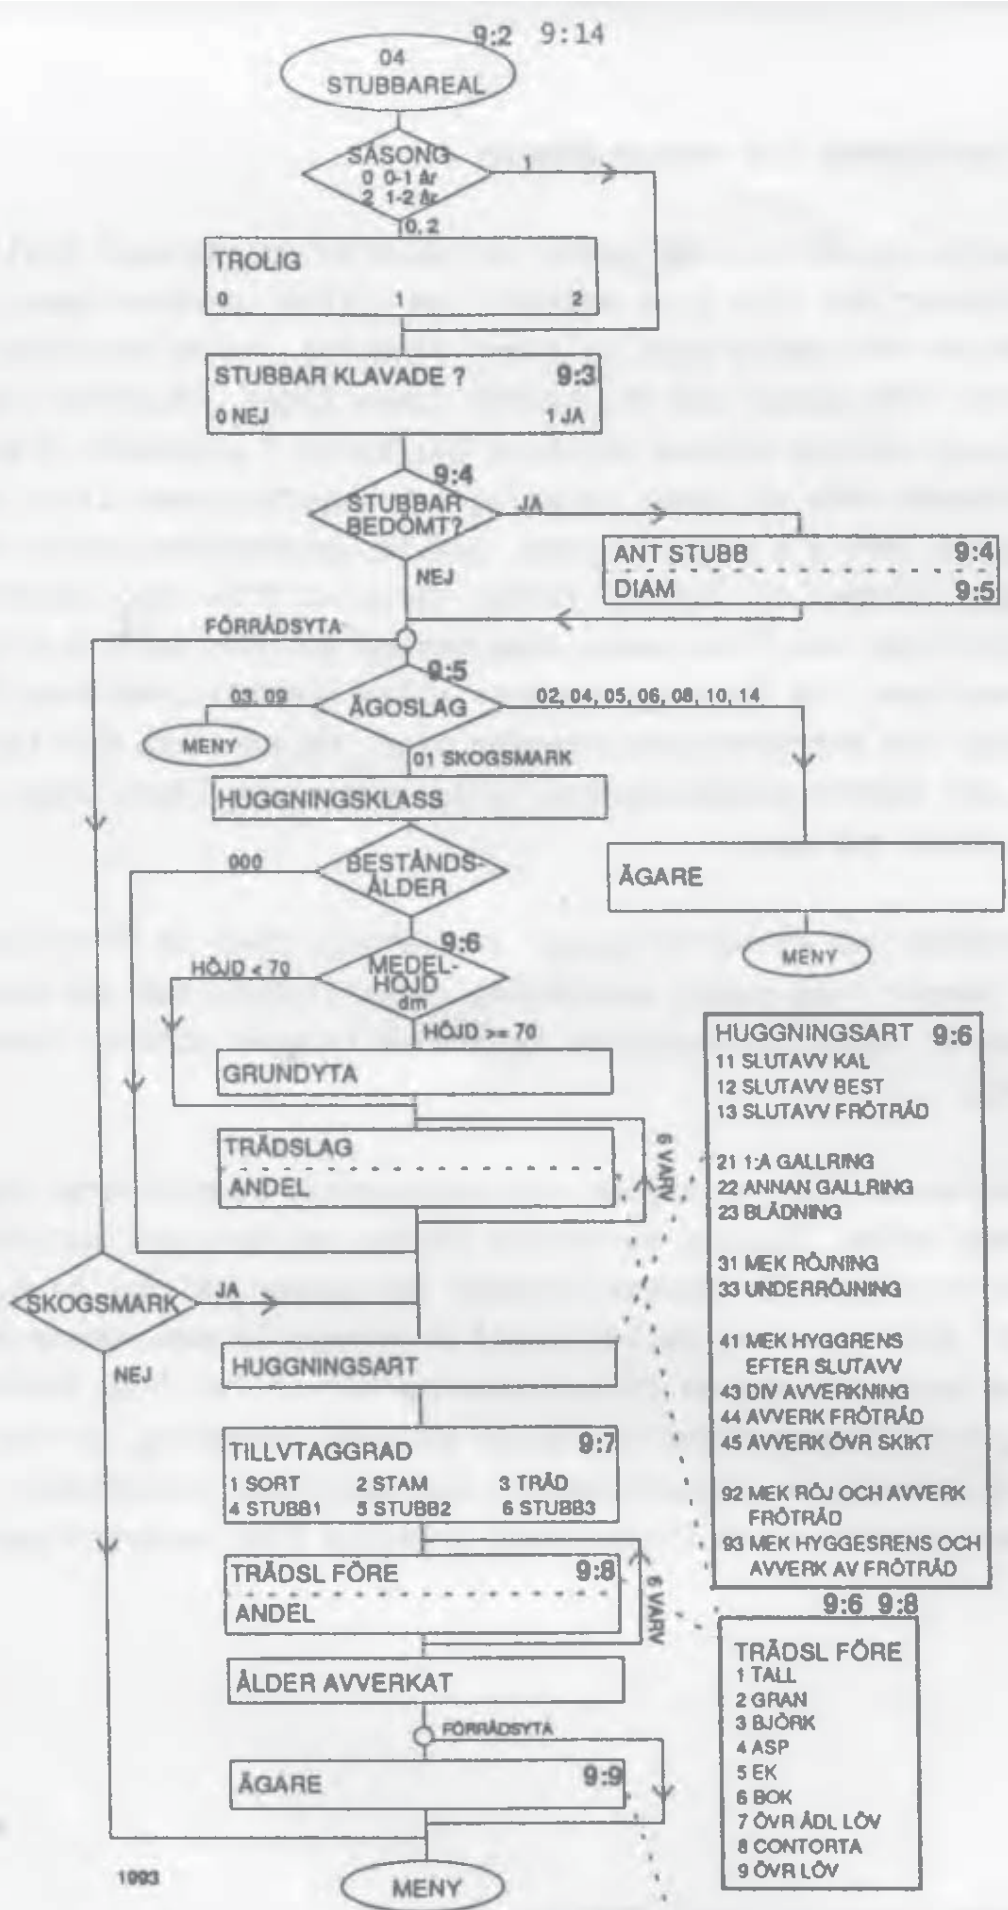 9:2 9:14
04
STUBBAREAL
SÄSONG
0 0-1 år
2 1-2 år
1
0, 2
TROLIG
0 1 2
STUBBAR KLAVADE ? 9:3
0 NEJ 1 JA
9:4
STUBBAR
BEDÖMT?
JA
NEJ
ANT STUBB 9:4
DIAM 9:5
FÖRRÅDSYTA
9:5
ÄGOSLAG
03, 09
02, 04, 05, 06, 08, 10, 14
MENY
01 SKOGSMARK
HUGGNINGSKLASS
000
BESTÅNDS-
ÅLDER
ÄGARE
MENY
9:6
MEDEL-
HÖJD
dm
HÖJD < 70
HÖJD >= 70
GRUNDYTA
TRÄDSLAG
ANDEL
6 VARV
SKOGSMARK
JA
NEJ
HUGGNINGSART
TILLVTAGGRAD 9:7
1 SORT 2 STAM 3 TRÄD
4 STUBB1 5 STUBB2 6 STUBB3
TRÄDSL FÖRE 9:8
ANDEL
6 VARV
ÅLDER AVVERKAT
FÖRRÅDSYTA
ÄGARE 9:9
MENY
1993
HUGGNINGSART 9:6
11 SLUTAVV KAL
12 SLUTAVV BEST
13 SLUTAVV FRÖTRÄD
21 1:A GALLRING
22 ANNAN GALLRING
23 BLÄDNING
31 MEK RÖJNING
33 UNDERRÖJNING
41 MEK HYGGRENS
EFTER SLUTAVV
43 DIV AVVERKNING
44 AVVERK FRÖTRÄD
45 AVVERK ÖVR SKIKT
92 MEK RÖJ OCH AVVERK
FRÖTRÄD
93 MEK HYGGESRENS OCH
AVVERK AV FRÖTRÄD
9:6 9:8
TRÄDSL FÖRE
1 TALL
2 GRAN
3 BJÖRK
4 ASP
5 EK
6 BOK
7 ÖVR ÄDL LÖV
8 CONTORTA
9 ÖVR LÖV